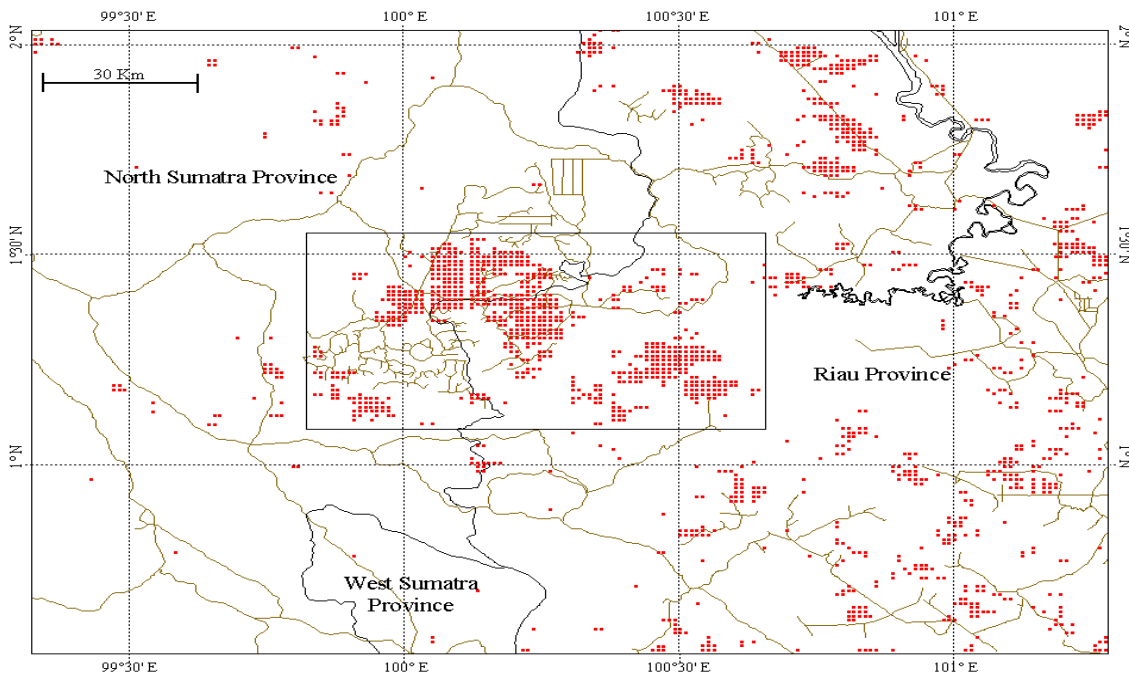 99°30' E 100° E 100°30' E 101° E
2°N
2°N
30 Km
North Sumatra Province
1°30'N
1°30'N
Riau Province
1°N
1°N
West Sumatra
Province
99°30' E 100° E 100°30' E 101° E